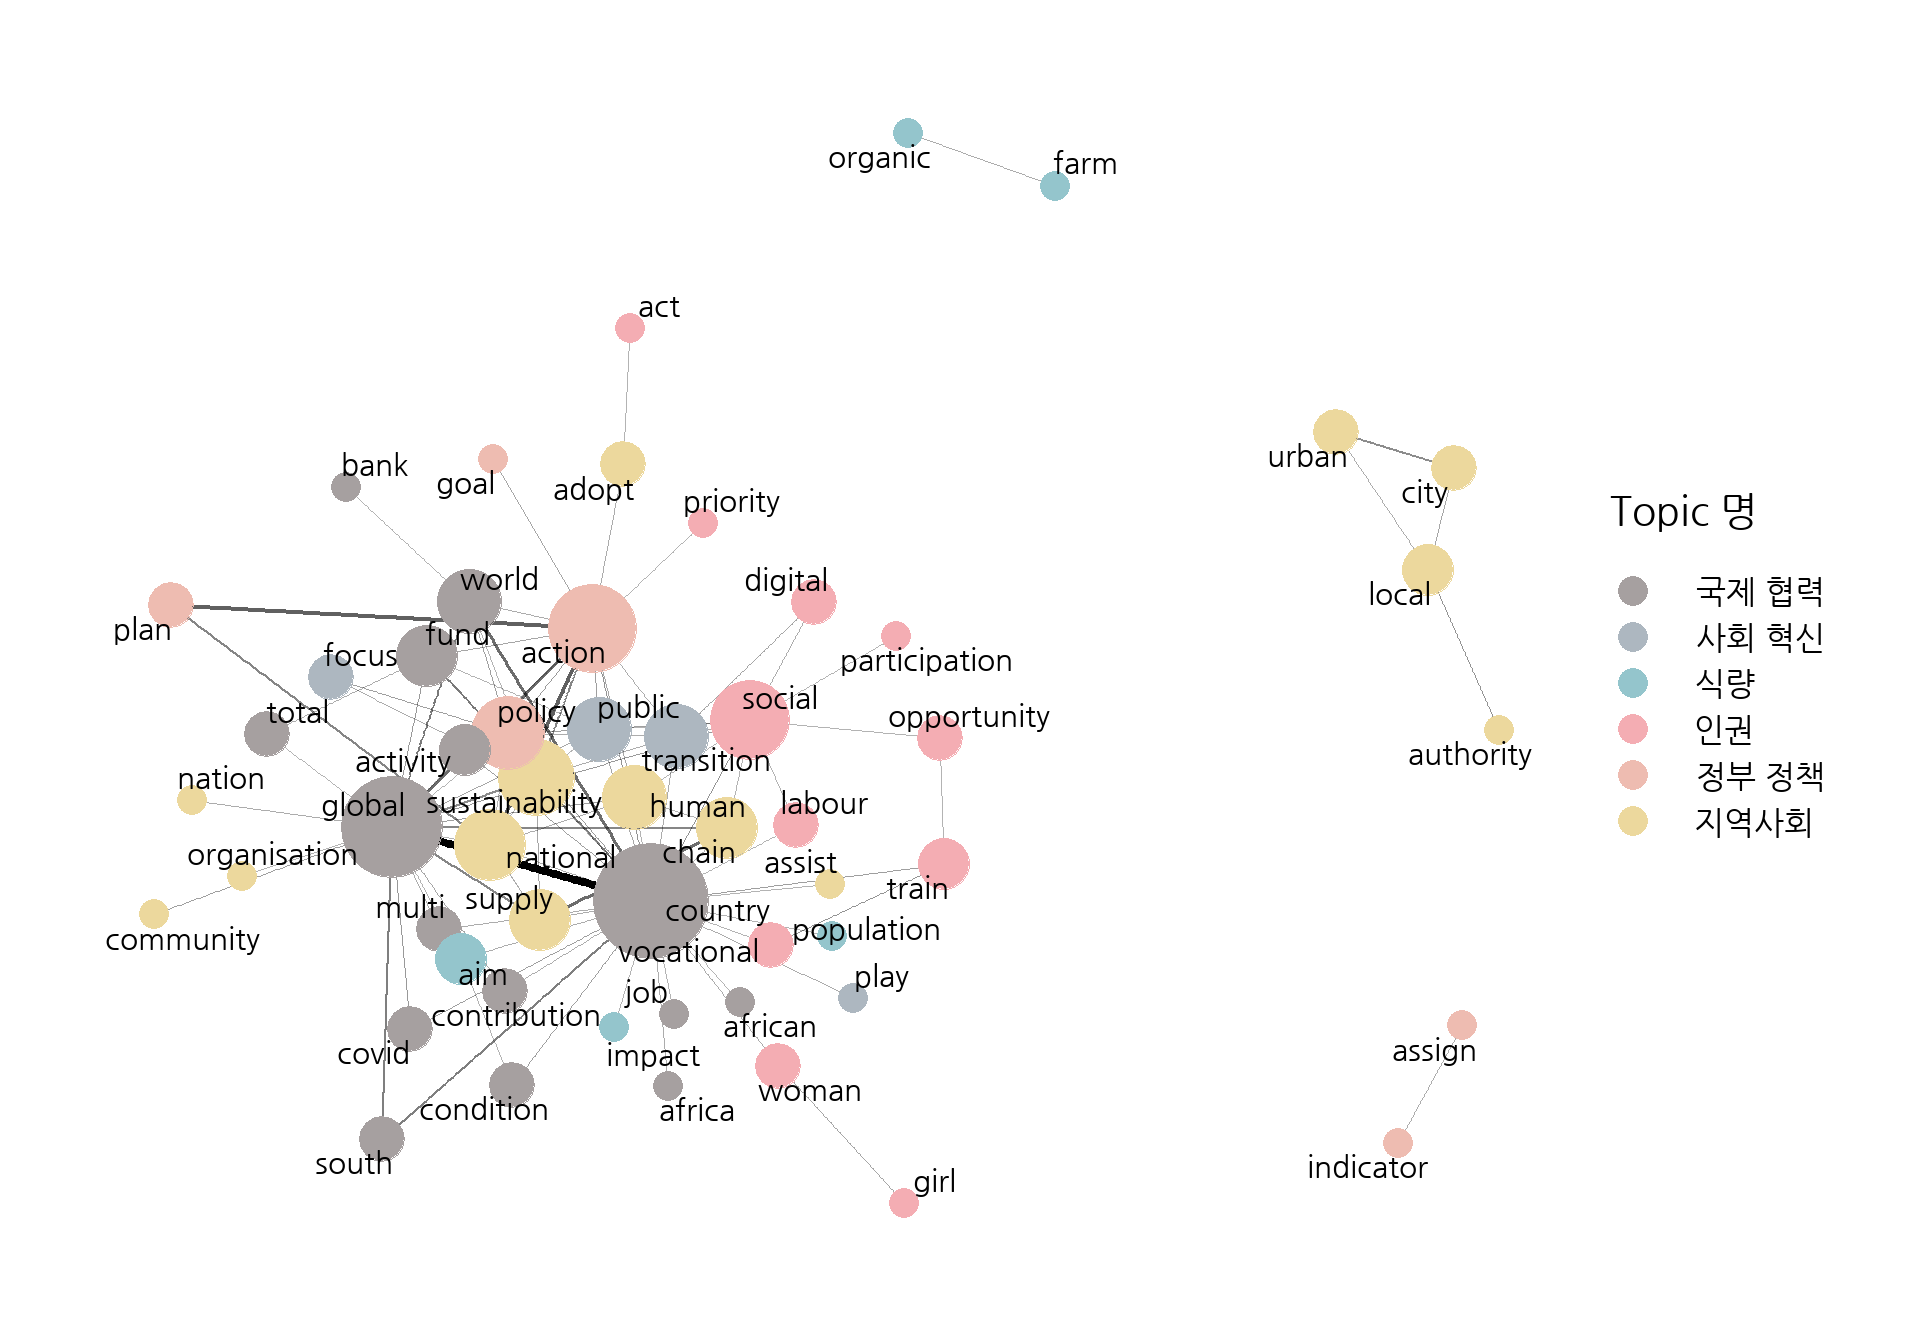 organic
farm
act
bank
goal
adopt
priority
world
digital
plan
fund
action
focus
participation
total
policy
public
social
opportunity
activity
transition
nation
global
sustainability
human
labour
organisation
national
chain
assist
multi
supply
country
train
community
vocational
population
aim
job
play
contribution
african
covid
impact
condition
africa
woman
south
girl
urban
city
local
authority
assign
indicator
Topic 명
국제 협력
사회 혁신
식량
인권
정부 정책
지역사회